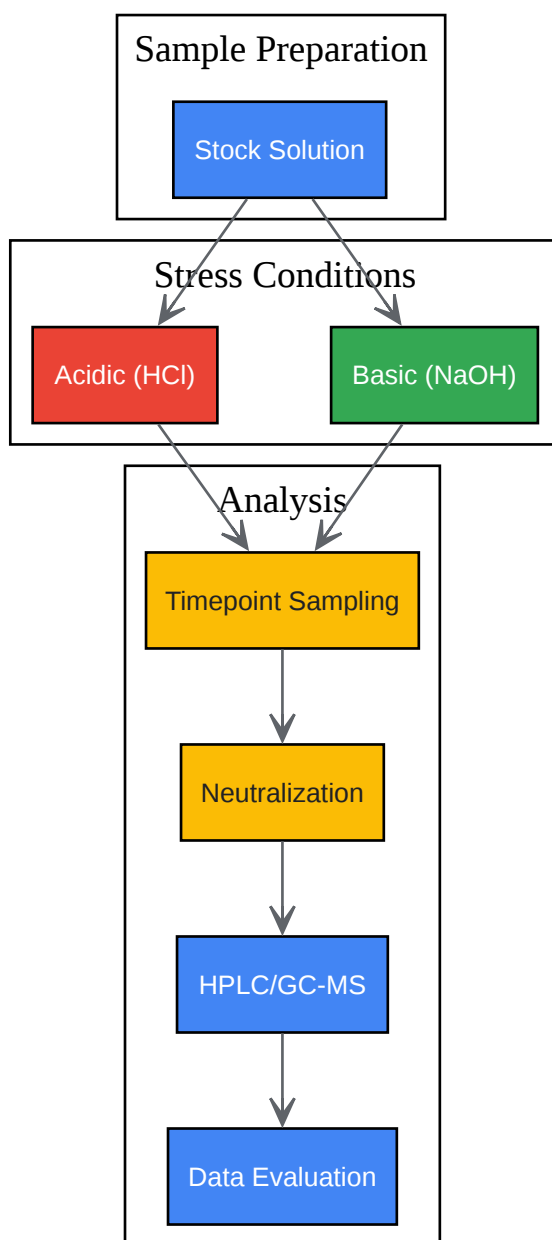 Sample Preparation
Stock Solution
Stress Conditions
Acidic (HCl)
Basic (NaOH)
Analysis
Timepoint Sampling
Neutralization
HPLC/GC-MS
Data Evaluation